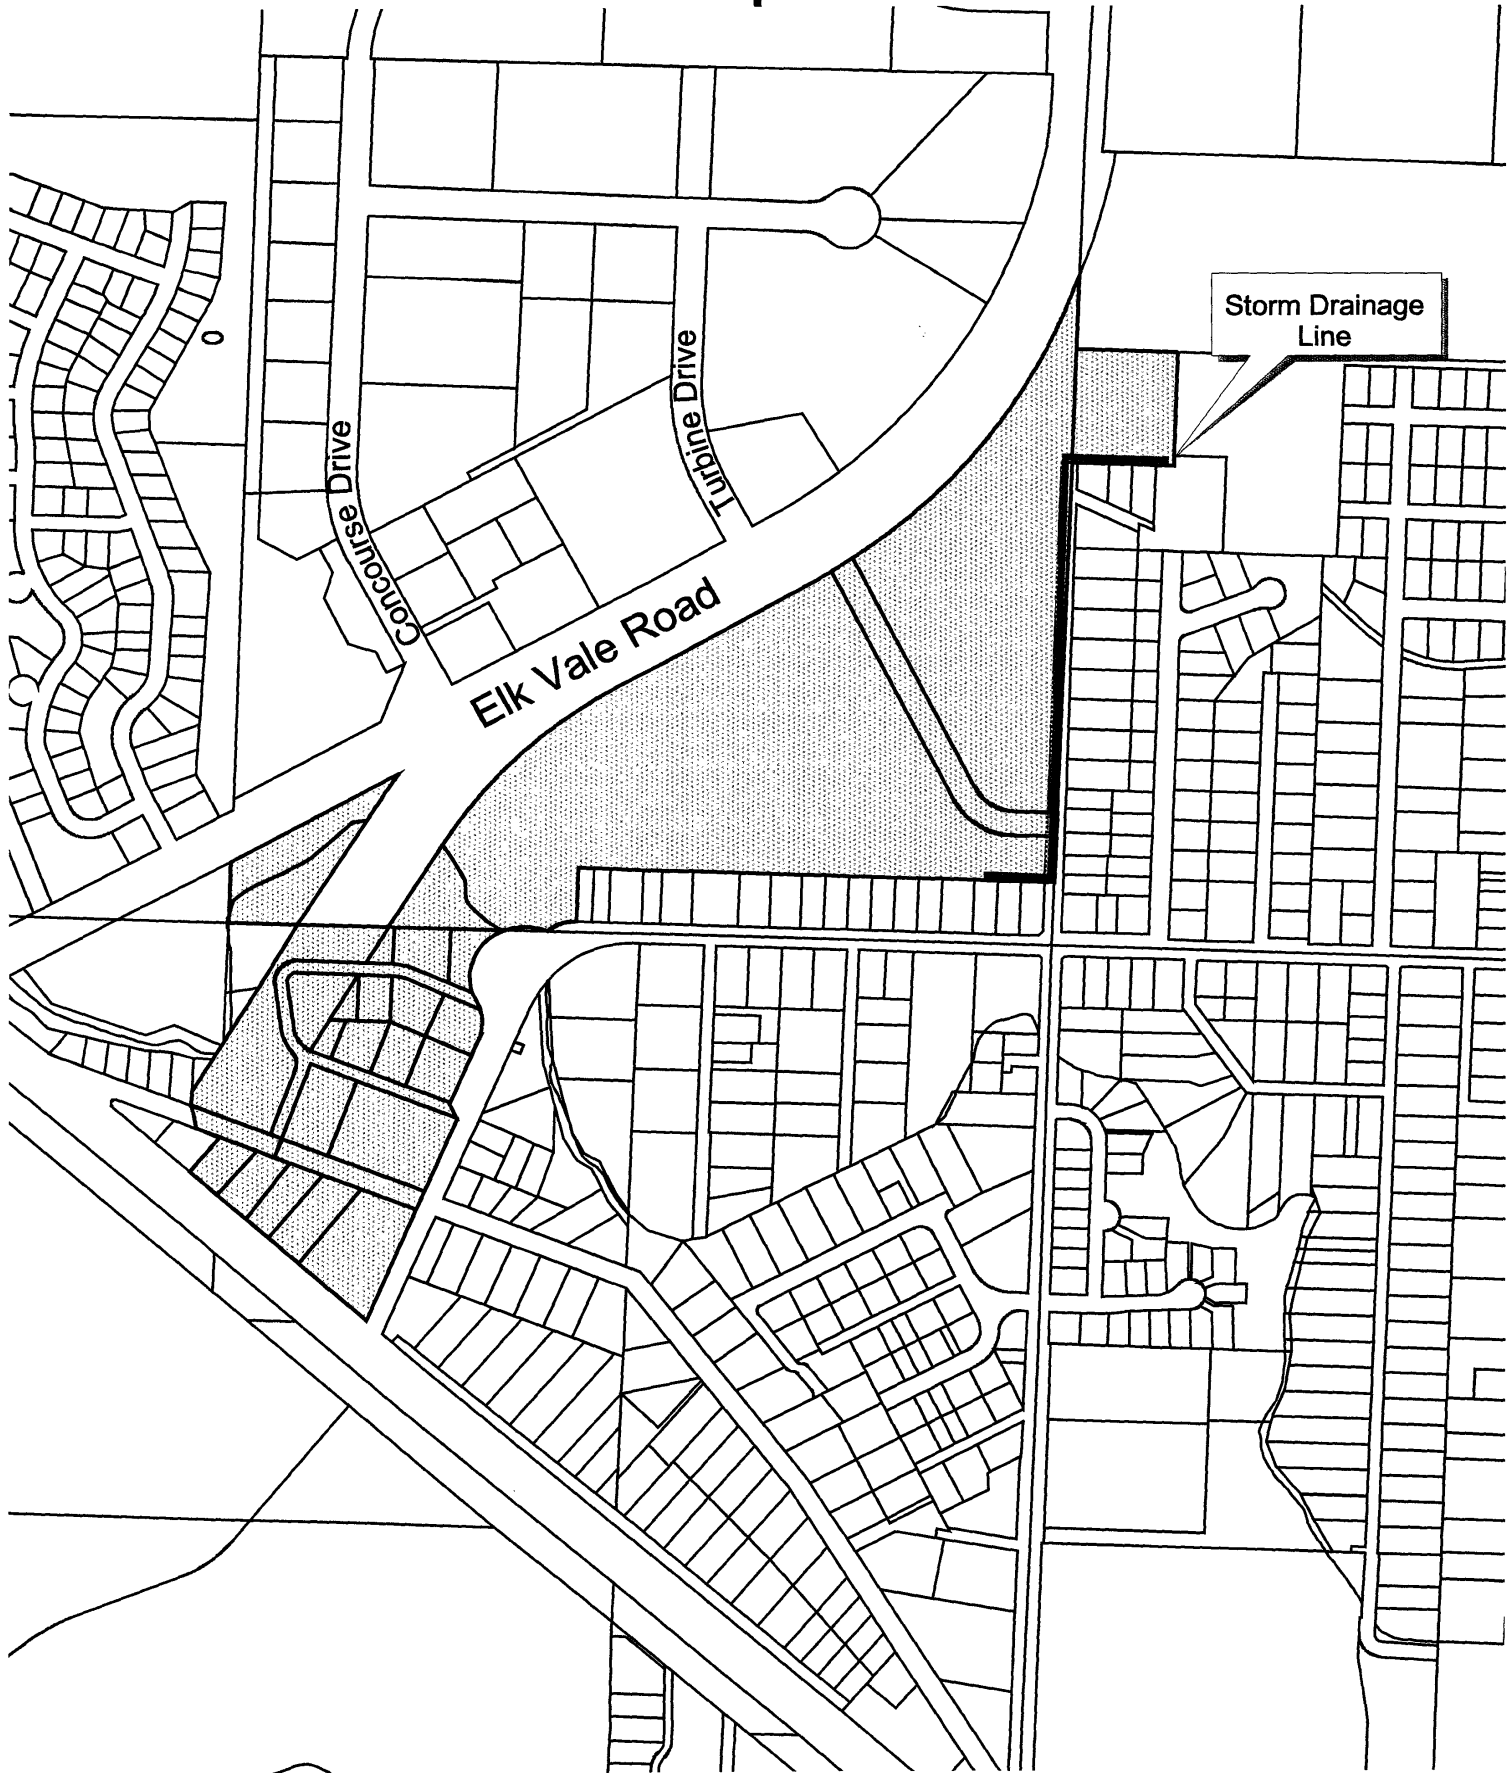 Storm Drainage
Line
Turbine Drive
Concourse Drive
Elk Vale Road
0